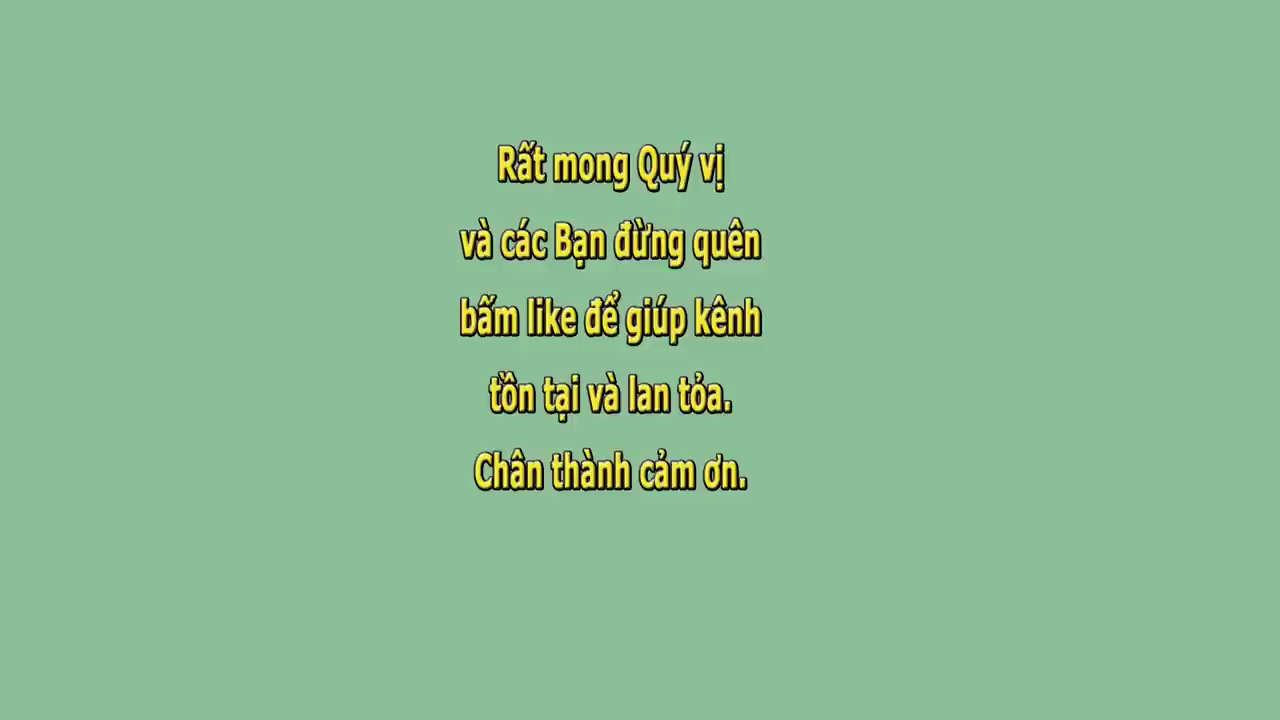 Rất mong Quý vị
và các Bạn đừng quên
bấm like để giúp kênh
tồn tại và lan tỏa.
Chân thành cảm ơn.